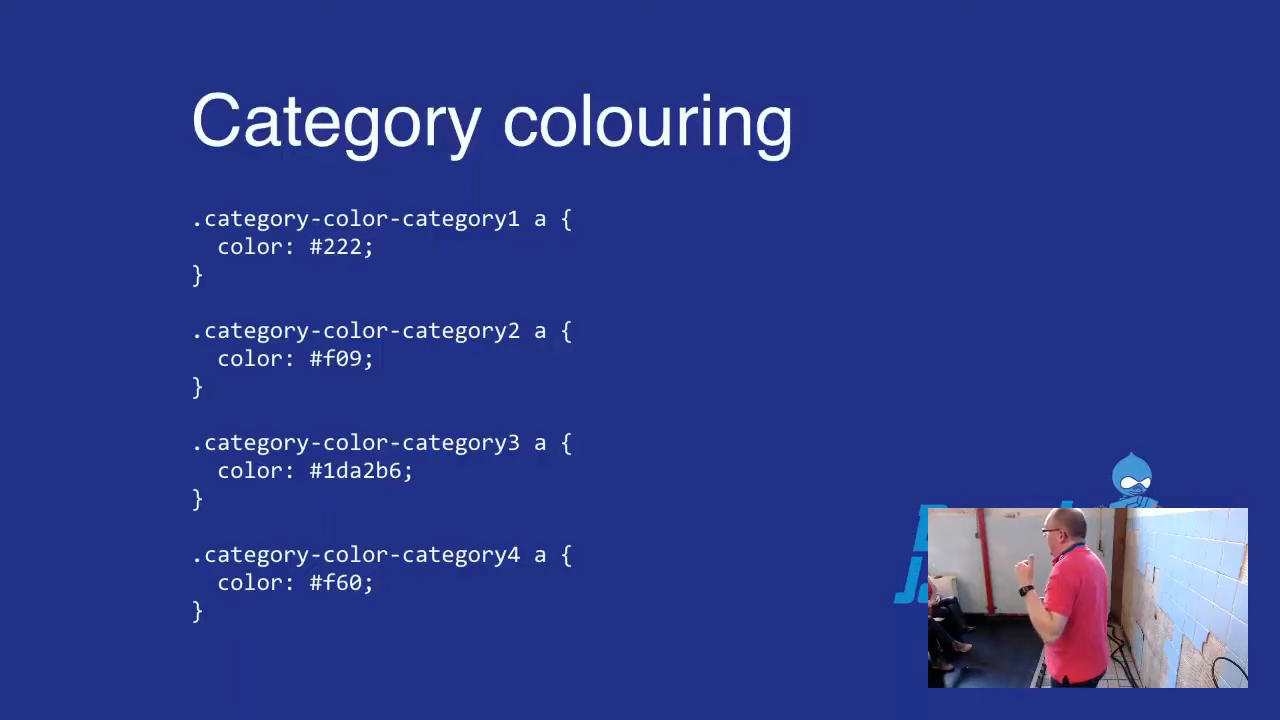 Category colouring
.category-color-category1 a {
  color: #222;
}
.category-color-category2 a {
  color: #f09;
}
.category-color-category3 a {
  color: #1da2b6;
}
.category-color-category4 a {
  color: #f60;
}